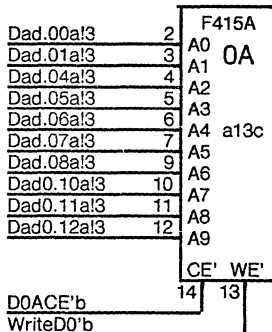 F415A
Dad.00a!3 2 A0 0A
Dad.01a!3 3 A1
Dad.04a!3 4 A2
Dad.05a!3 5 A3
Dad.06a!3 6 A4 a13c
Dad.07a!3 7 A5
Dad.08a!3 9 A6
Dad0.10a!3 10 A7
Dad0.11a!3 11 A8
Dad0.12a!3 12 A9
CE' WE'
14 13
D0ACE'b
WriteD0'b